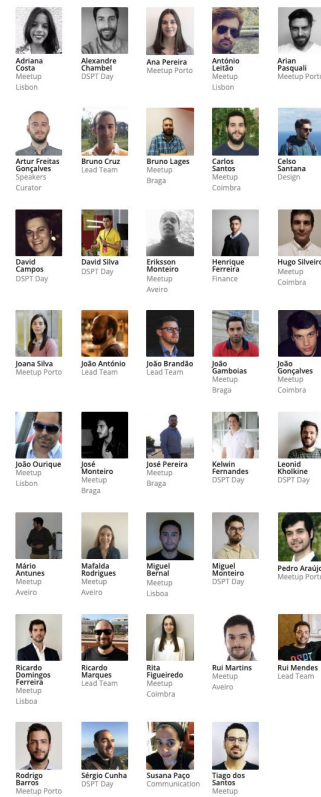 Adriana
Costa
Meetup
Lisbon
Alexandre
Chambel
DSPT Day
Ana Pereira
Meetup Porto
António
Leitão
Meetup
Lisbon
Arian
Pasquali
Meetup Port
Artur Freitas
Gonçalves
Speakers
Curator
Bruno Cruz
Lead Team
Bruno Lages
Meetup
Braga
Carlos
Santos
Meetup
Coimbra
Celso
Santana
Design
David
Campos
DSPT Day
David Silva
DSPT Day
Eriksson
Monteiro
Meetup
Aveiro
Henrique
Ferreira
Finance
Hugo Silveiro
Meetup
Coimbra
Joana Silva
Meetup Porto
João António
Lead Team
João Brandão
Lead Team
João
Gamboias
Meetup
Braga
João
Gonçalves
Meetup
Coimbra
João Ourique
Meetup
Lisbon
José
Monteiro
Meetup
Braga
José Pereira
Meetup
Braga
Kelwin
Fernandes
DSPT Day
Leonid
Kholkine
DSPT Day
Mário
Antunes
Meetup
Aveiro
Mafalda
Rodrigues
Meetup
Aveiro
Miguel
Bernal
Meetup
Lisboa
Miguel
Monteiro
DSPT Day
Pedro Araújo
Meetup Port
Ricardo
Domingos
Ferreira
Meetup
Lisboa
Ricardo
Marques
Lead Team
Rita
Figueiredo
Meetup
Coimbra
Rui Martins
Meetup
Aveiro
Rui Mendes
Lead Team
Rodrigo
Barros
Meetup Porto
Sérgio Cunha
DSPT Day
Susana Paço
Communication
Tiago dos
Santos
Meetup